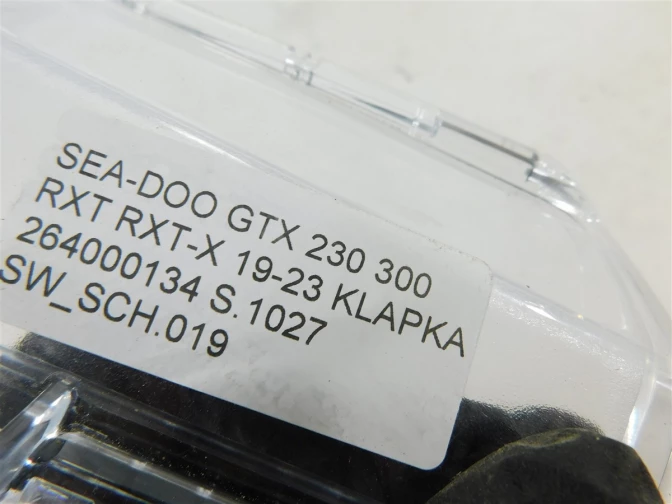 SEA-DOO GTX 230 300
RXT RXT-X 19-23 KLAPKA
264000134 S.1027
SW_SCH.019